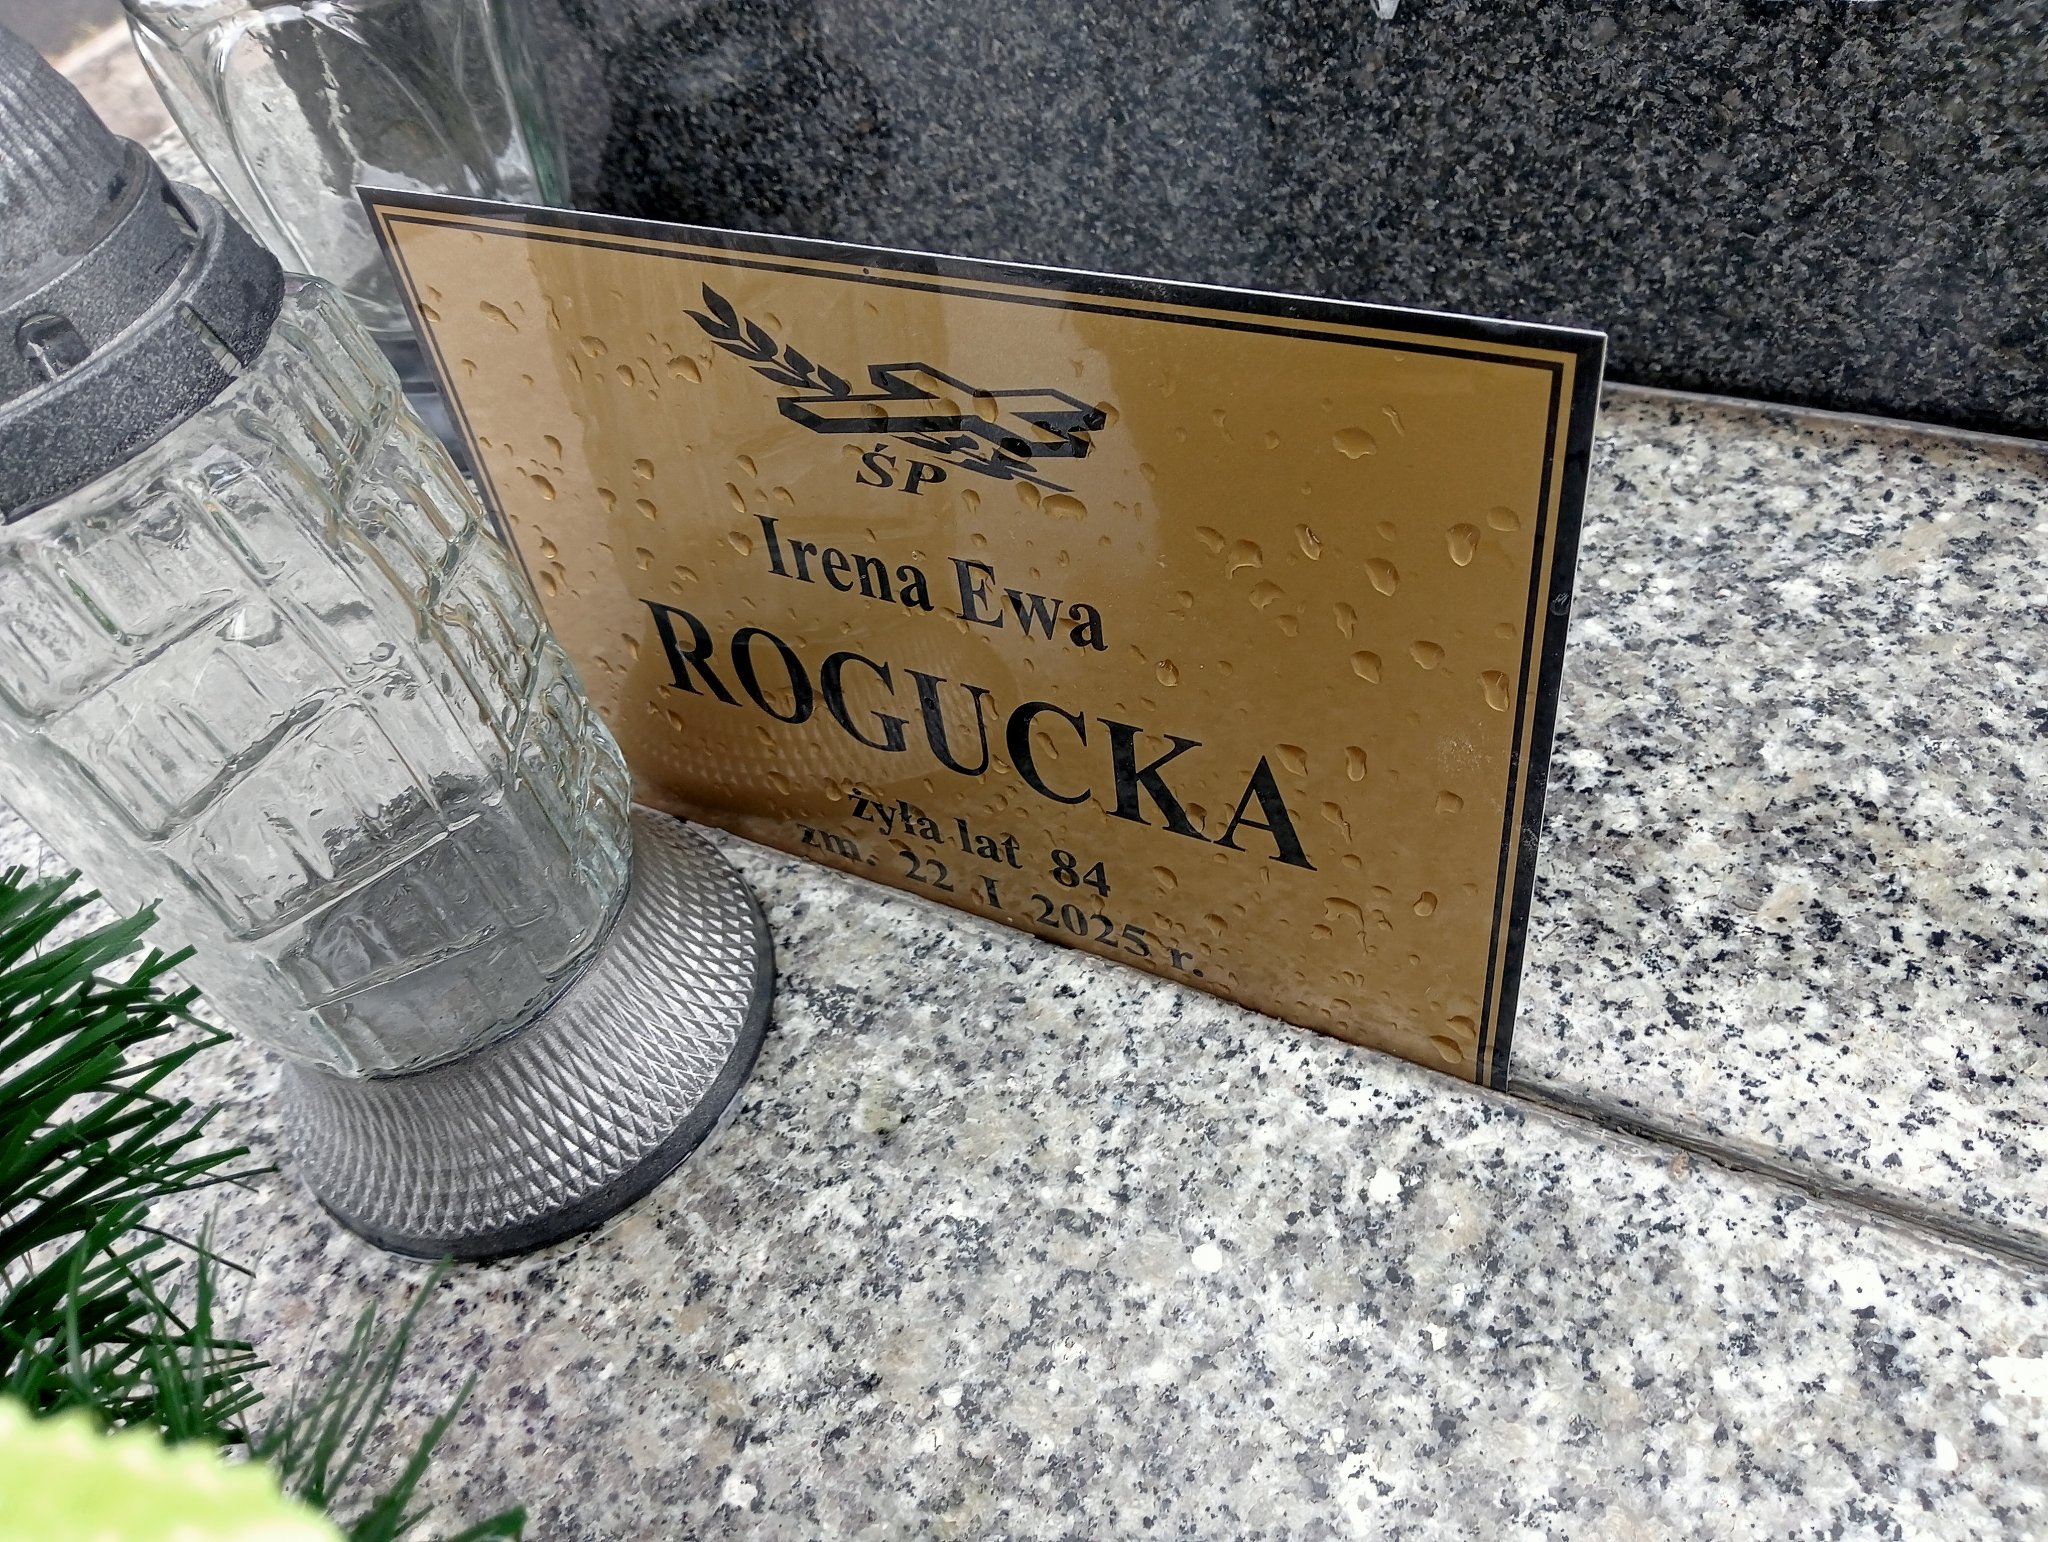 ŚP
Irena Ewa
ROGUCKA
żyła lat 84
zm. 22 I 2025 r.